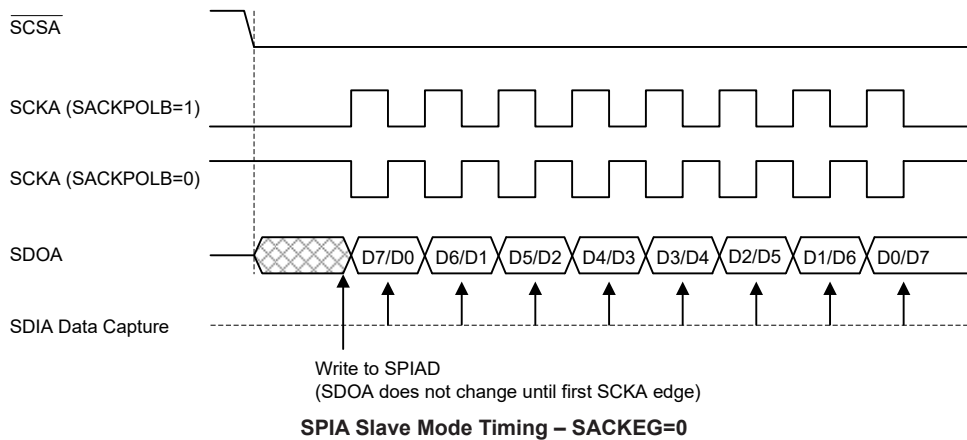 SCSA
SCKA (SACKPOLB=1)
SCKA (SACKPOLB=0)
SDOA
D7/D0 D6/D1 D5/D2 D4/D3 D3/D4 D2/D5 D1/D6 D0/D7
SDIA Data Capture
Write to SPIAD
(SDOA does not change until first SCKA edge)
SPIA Slave Mode Timing – SACKEG=0